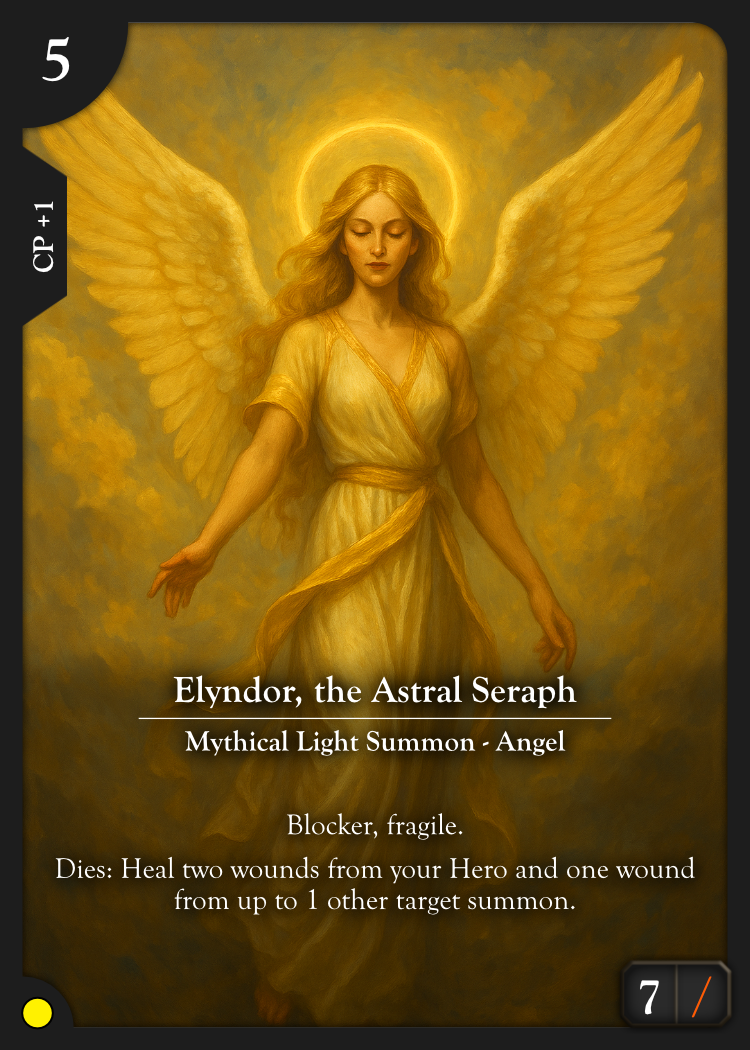 5
CP +1
Elyndor, the Astral Seraph
Mythical Light Summon - Angel
Blocker, fragile.
Dies: Heal two wounds from your Hero and one wound
from up to 1 other target summon.
7 /